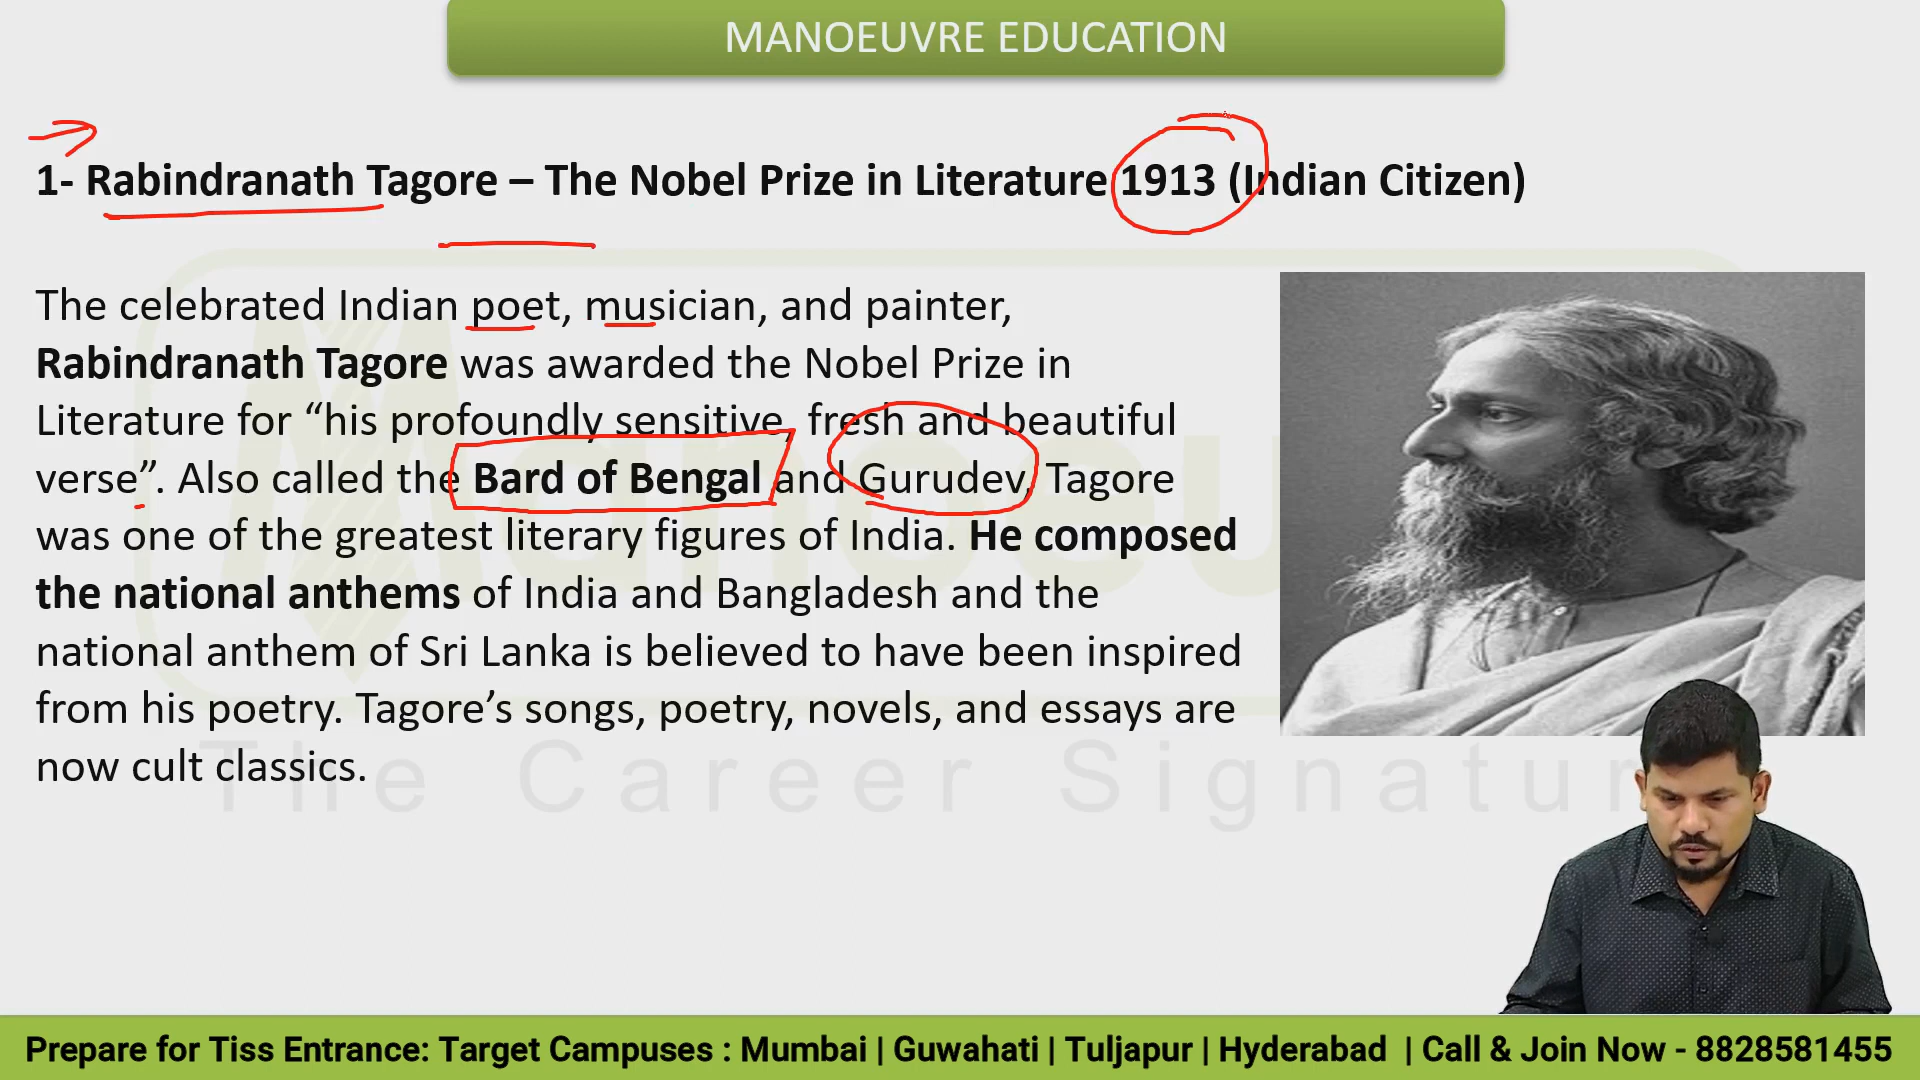 MANOEUVRE EDUCATION
1- Rabindranath Tagore – The Nobel Prize in Literature 1913 (Indian Citizen)
The celebrated Indian poet, musician, and painter,
Rabindranath Tagore was awarded the Nobel Prize in
Literature for “his profoundly sensitive, fresh and beautiful
verse”. Also called the Bard of Bengal and Gurudev, Tagore
was one of the greatest literary figures of India. He composed
the national anthems of India and Bangladesh and the
national anthem of Sri Lanka is believed to have been inspired
from his poetry. Tagore’s songs, poetry, novels, and essays are
now cult classics.
The Career Signatur
Prepare for Tiss Entrance: Target Campuses : Mumbai | Guwahati | Tuljapur | Hyderabad | Call & Join Now - 8828581455